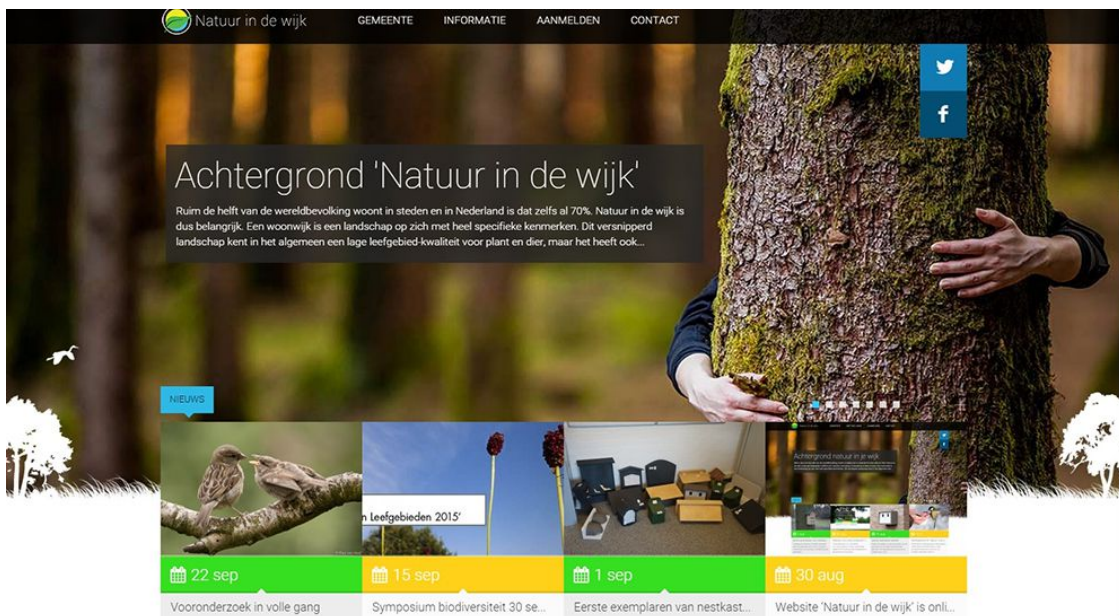 Natuur in de wijk
GEMEENTE INFORMATIE AANMELDEN CONTACT
Achtergrond 'Natuur in de wijk'
Ruim de helft van de wereldbevolking woont in steden en in Nederland is dat zelfs al 70%. Natuur in de wijk is
dus belangrijk. Een woonwijk is een landschap op zich met heel specifieke kenmerken. Dit versnipperd
landschap kent in het algemeen een lage leefgebied-kwaliteit voor plant en dier, maar het heeft ook...
NIEUWS
n Leefgebieden 2015'
Achtergrond natuur in je wijk
22 sep
15 sep
1 sep
30 aug
Vooronderzoek in volle gang
Symposium biodiversiteit 30 se...
Eerste exemplaren van nestkast...
Website 'Natuur in de wijk' is onli...